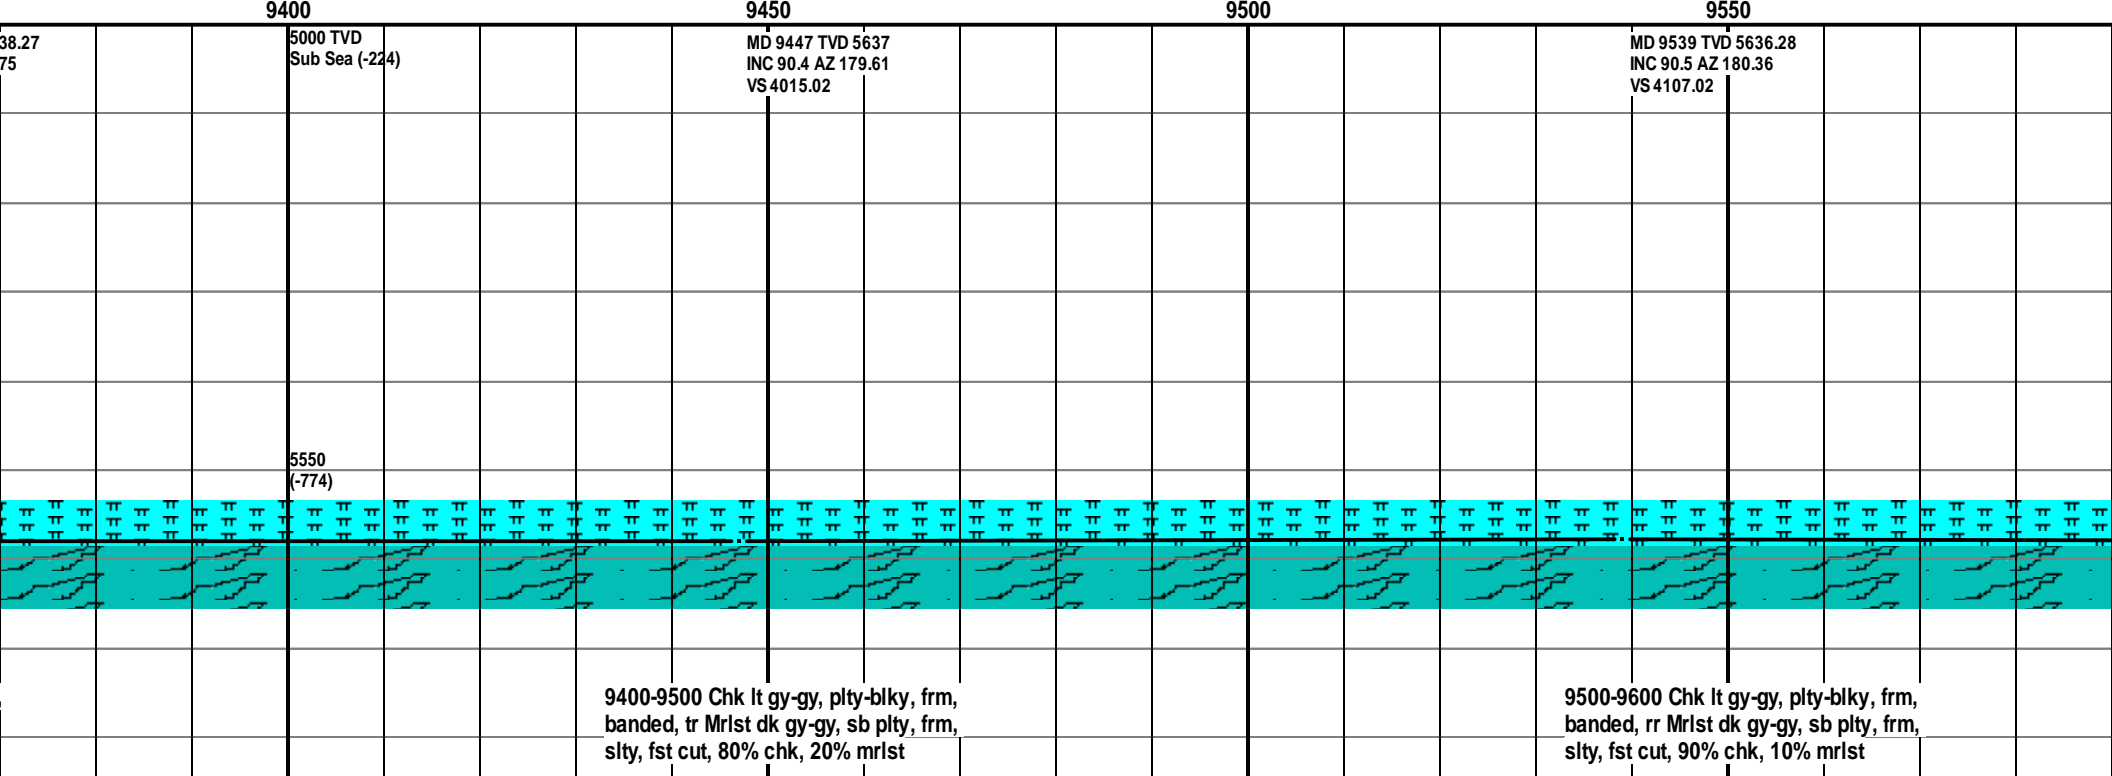 9400 9450 9500 9550
38.27
75
5000 TVD
Sub Sea (-224)
MD 9447 TVD 5637
INC 90.4 AZ 179.61
VS 4015.02
MD 9539 TVD 5636.28
INC 90.5 AZ 180.36
VS 4107.02
5550
(-774)
9400-9500 Chk lt gy-gy, plty-blky, frm,
banded, tr Mrlst dk gy-gy, sb plty, frm,
slty, fst cut, 80% chk, 20% mrlst
9500-9600 Chk lt gy-gy, plty-blky, frm,
banded, rr Mrlst dk gy-gy, sb plty, frm,
slty, fst cut, 90% chk, 10% mrlst